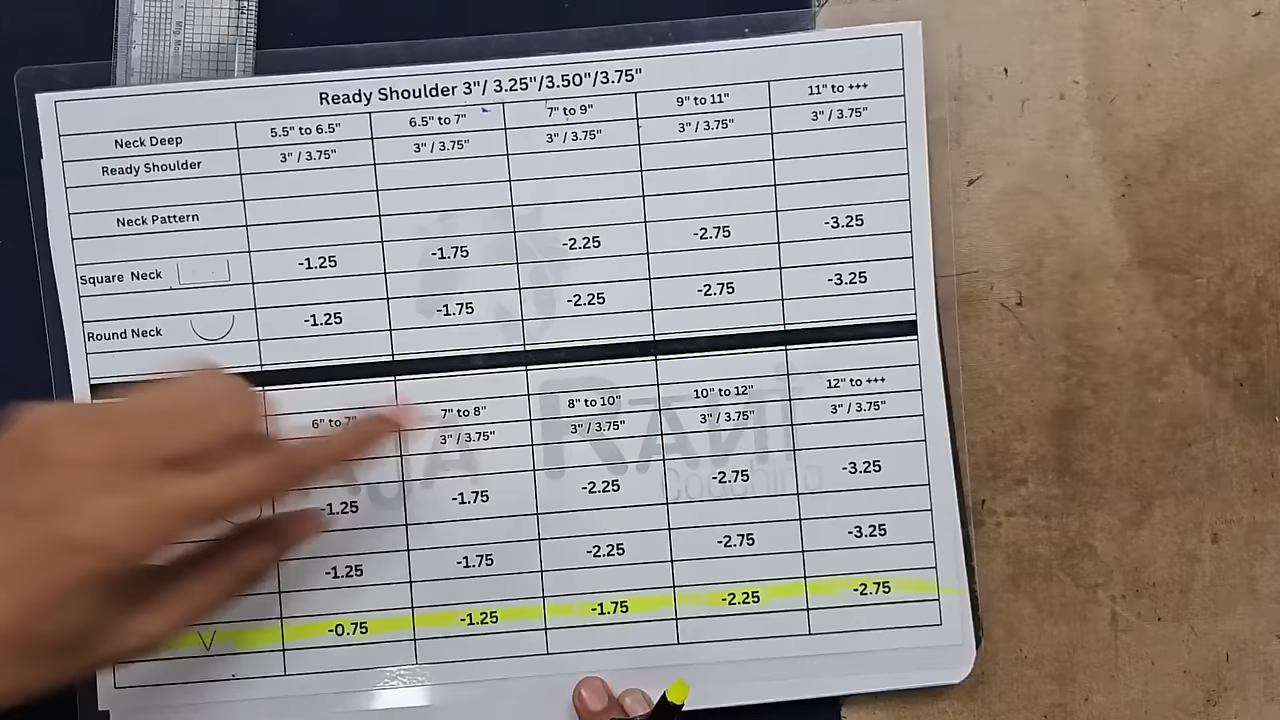 Ready Shoulder 3"/ 3.25"/3.50"/3.75"
Neck Deep 5.5" to 6.5" 6.5" to 7" 7" to 9" 9" to 11" 11" to +++
Ready Shoulder 3" / 3.75" 3" / 3.75" 3" / 3.75" 3" / 3.75" 3" / 3.75"
Neck Pattern
Square Neck -1.25 -1.75 -2.25 -2.75 -3.25
Round Neck -1.25 -1.75 -2.25 -2.75 -3.25
6" to 7" 7" to 8" 8" to 10" 10" to 12" 12" to +++
3" / 3.75" 3" / 3.75" 3" / 3.75" 3" / 3.75"
-1.25 -1.75 -2.25 -2.75 -3.25
-1.25 -1.75 -2.25 -2.75 -3.25
-0.75 -1.25 -1.75 -2.25 -2.75
RANI
Coaching